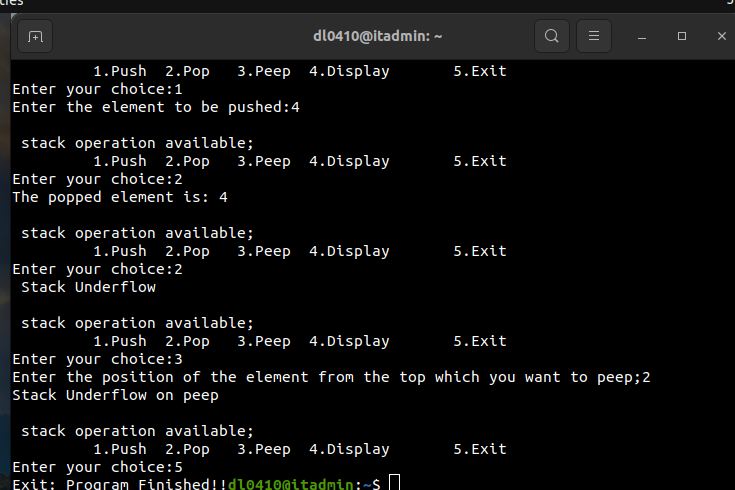 dl0410@itadmin: ~
1.Push 2.Pop 3.Peep 4.Display 5.Exit
Enter your choice:1
Enter the element to be pushed:4
stack operation available;
1.Push 2.Pop 3.Peep 4.Display 5.Exit
Enter your choice:2
The popped element is: 4
stack operation available;
1.Push 2.Pop 3.Peep 4.Display 5.Exit
Enter your choice:2
Stack Underflow
stack operation available;
1.Push 2.Pop 3.Peep 4.Display 5.Exit
Enter your choice:3
Enter the position of the element from the top which you want to peep;2
Stack Underflow on peep
stack operation available;
1.Push 2.Pop 3.Peep 4.Display 5.Exit
Enter your choice:5
Exit: Program Finished!!dl0410@itadmin:~$